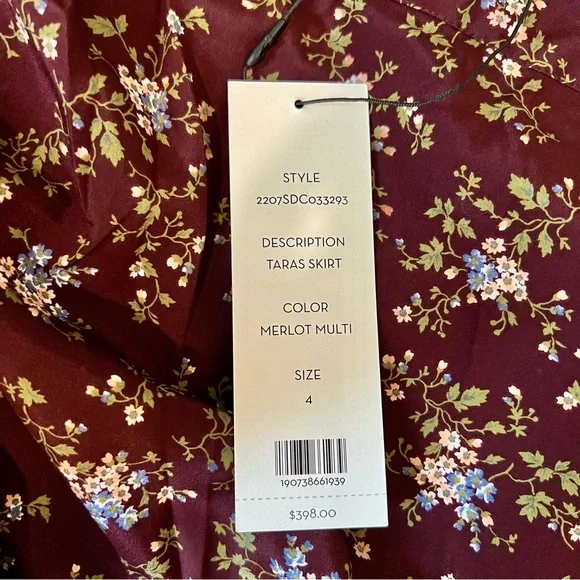 STYLE
2207SDC033293
DESCRIPTION
TARAS SKIRT
COLOR
MERLOT MULTI
SIZE
4
190738661939
$398.00